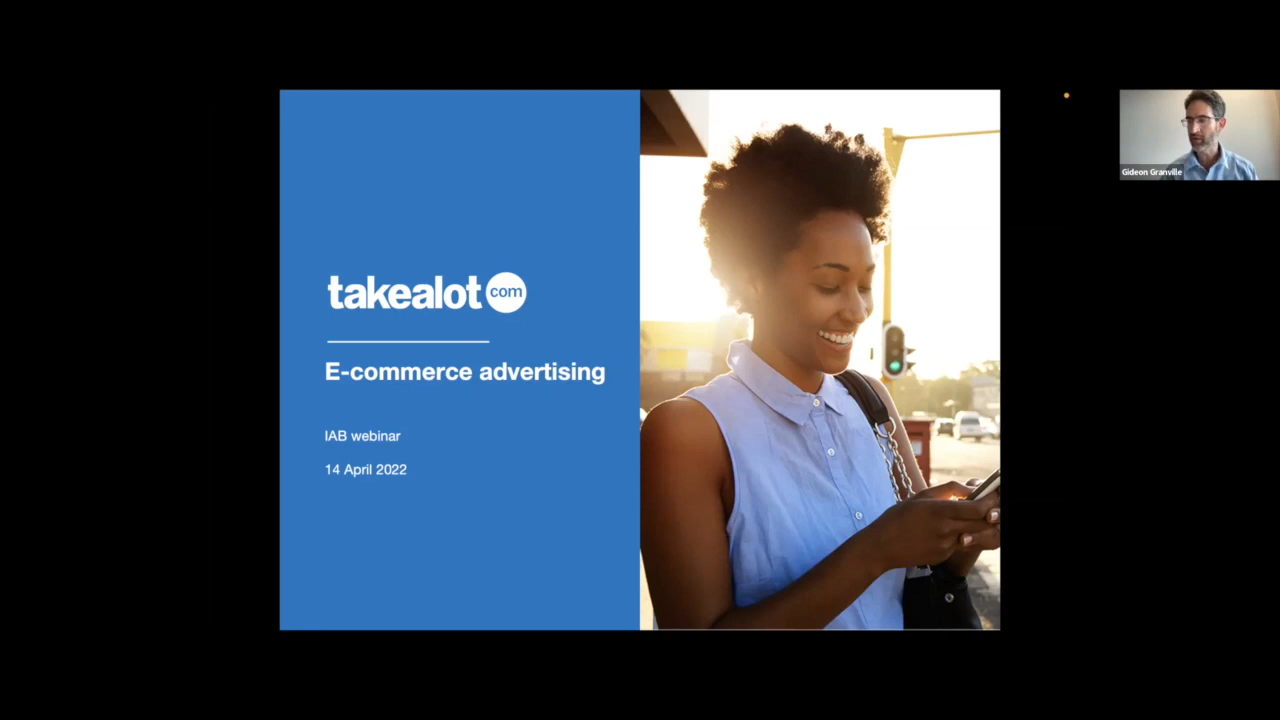 takealot com
E-commerce advertising
IAB webinar
14 April 2022
Gideon Granville